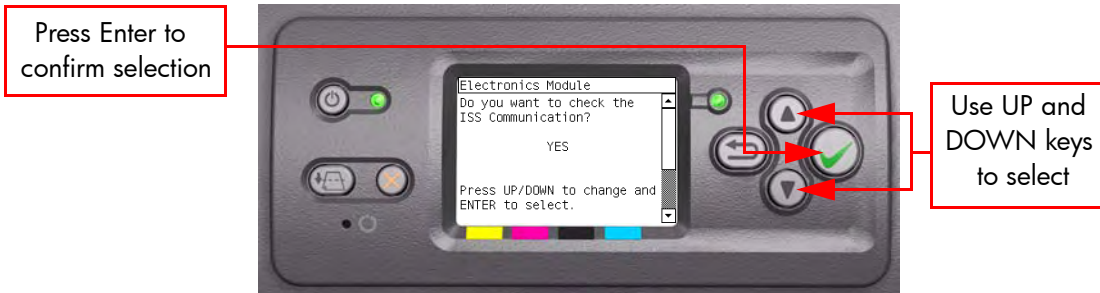 Press Enter to
confirm selection
Electronics Module
Do you want to check the
ISS Communication?
YES
Press UP/DOWN to change and
ENTER to select.
Use UP and
DOWN keys
to select